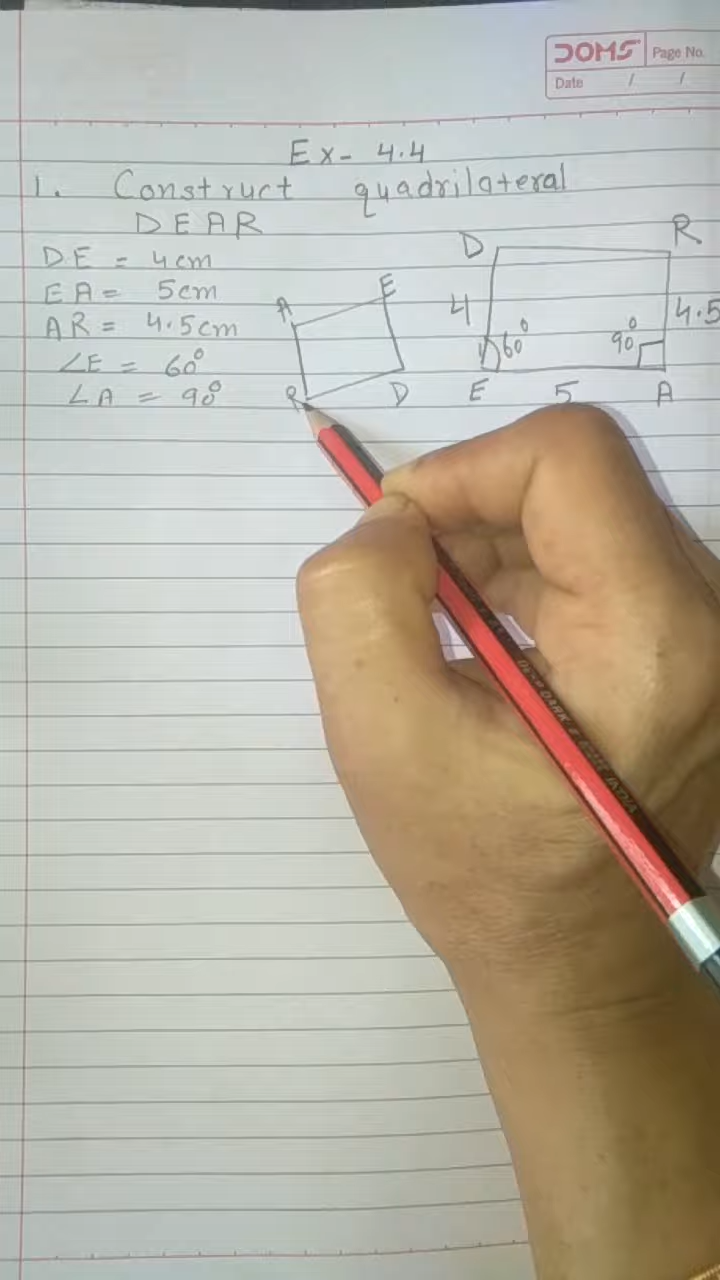 DOMS Page No.
Date / /
Ex- 4.4
1. Construct quadrilateral
DEAR
DE = 4cm
EA = 5cm
AR = 4.5cm
∠E = 60°
∠A = 90°
A E
R D
D R
4 60° 90° 4.5
E 5 A